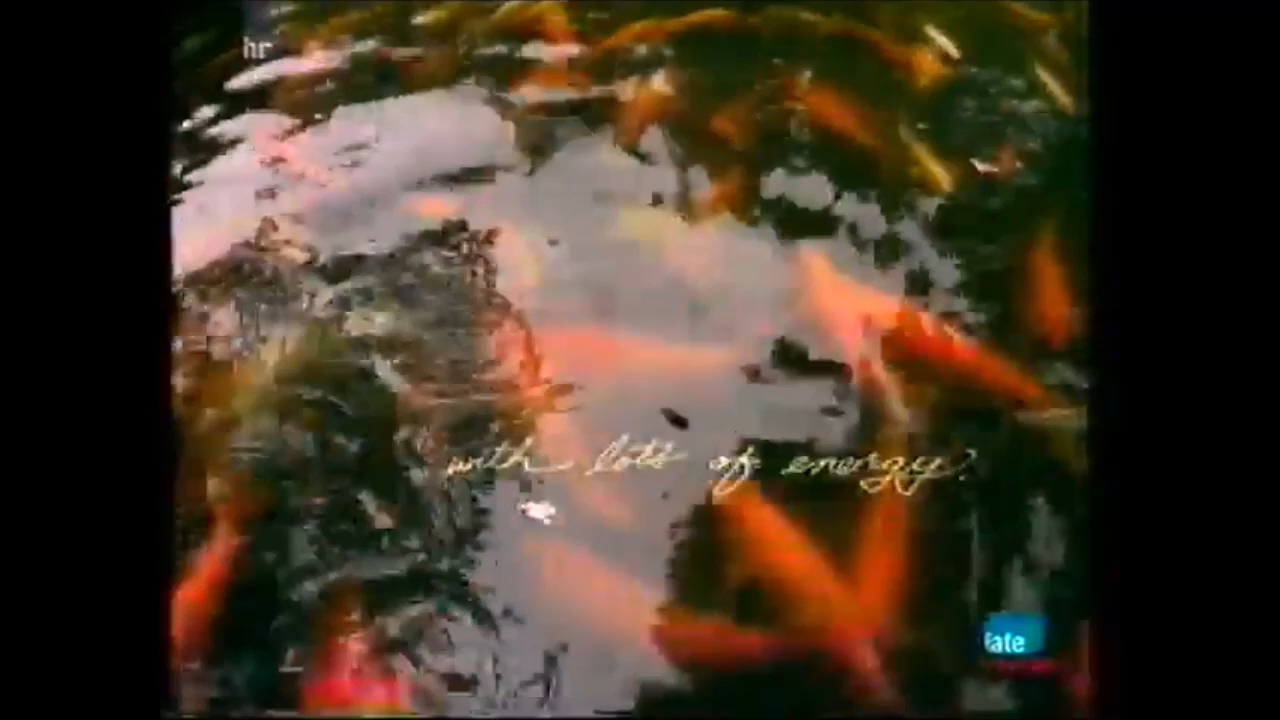 hr
with lots of energy.
late